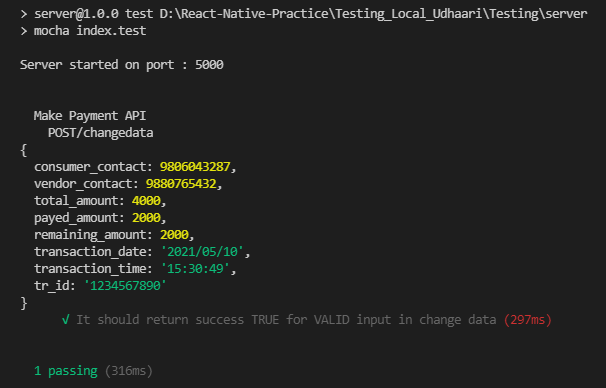 > server@1.0.0 test D:\React-Native-Practice\Testing_Local_Udhaari\Testing\server
> mocha index.test
Server started on port : 5000
Make Payment API
POST/changedata
{
consumer_contact: 9806043287,
vendor_contact: 9880765432,
total_amount: 4000,
payed_amount: 2000,
remaining_amount: 2000,
transaction_date: '2021/05/10',
transaction_time: '15:30:49',
tr_id: '1234567890'
}
√ It should return success TRUE for VALID input in change data (297ms)
1 passing (316ms)